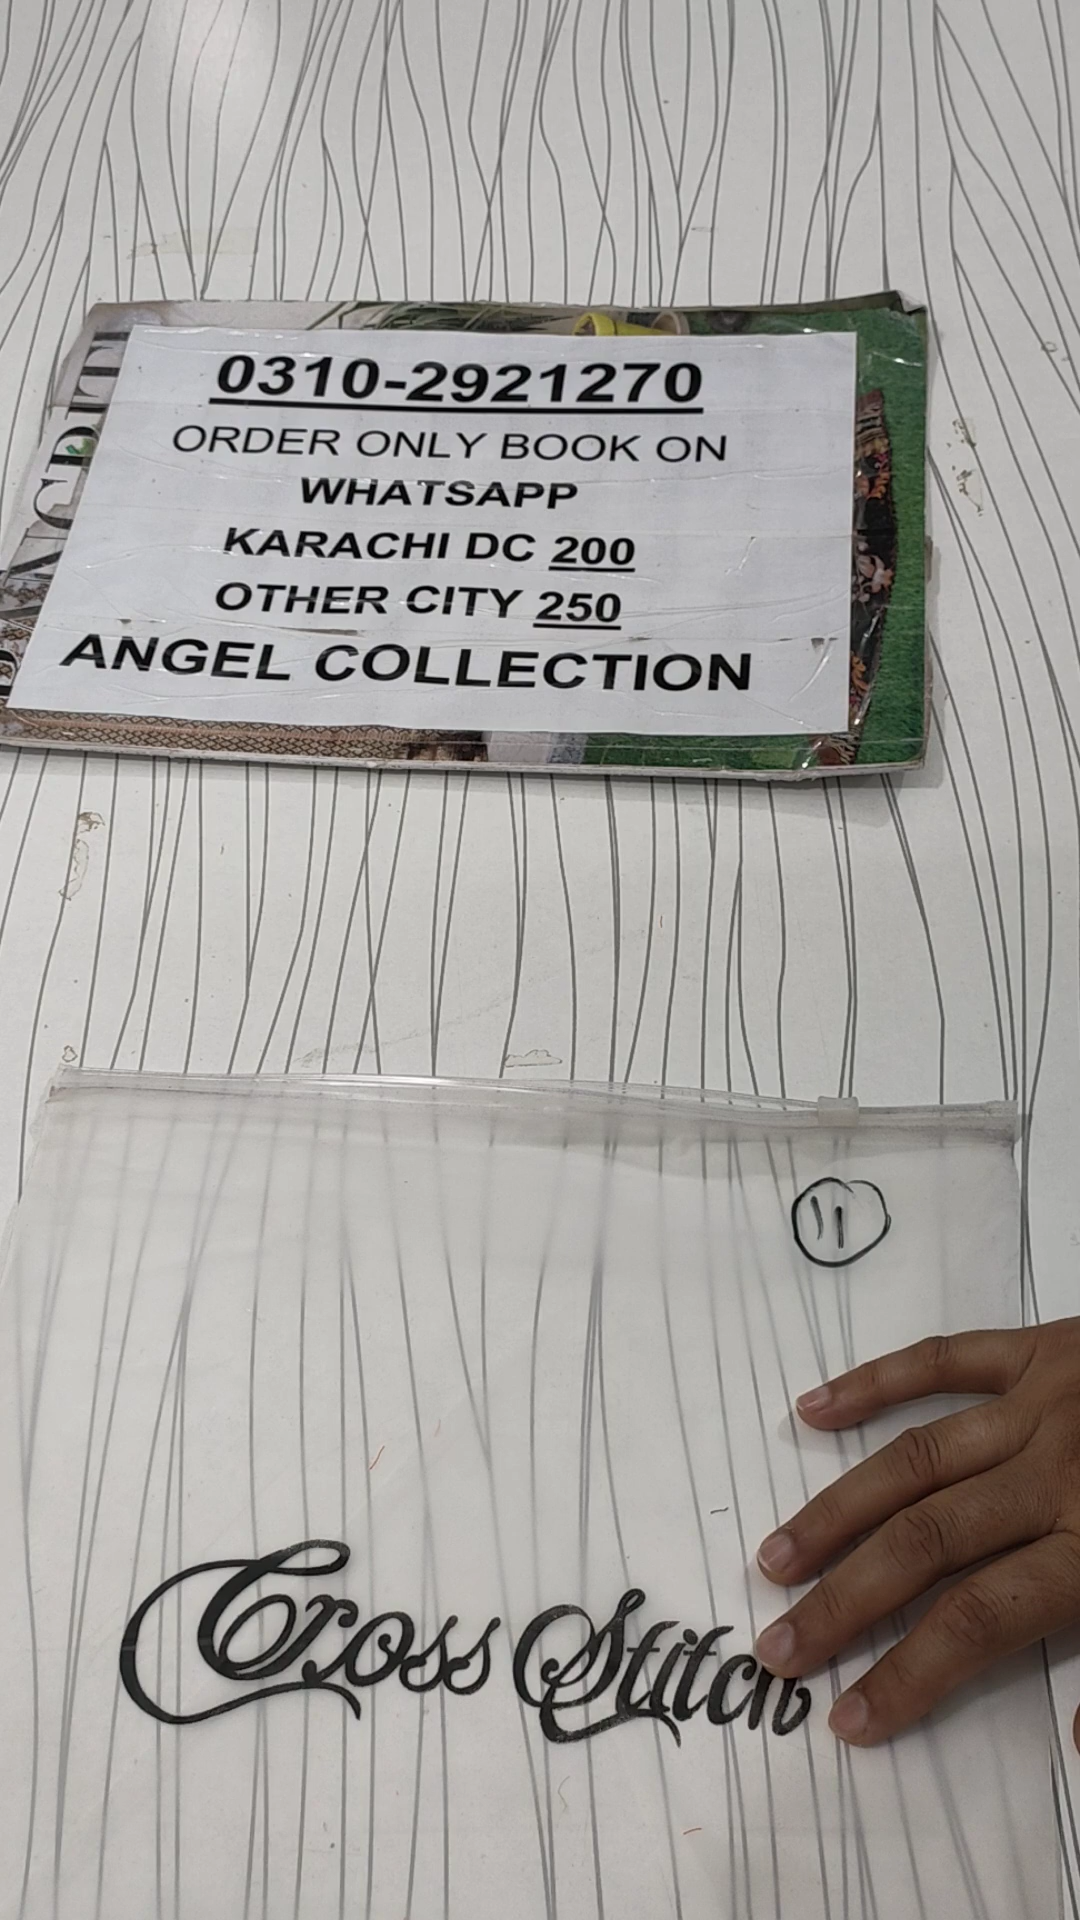 0310-2921270
ORDER ONLY BOOK ON
WHATSAPP
KARACHI DC 200
OTHER CITY 250
ANGEL COLLECTION
11
Cross Stitch